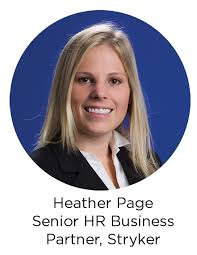 Heather Page
Senior HR Business
Partner, Stryker